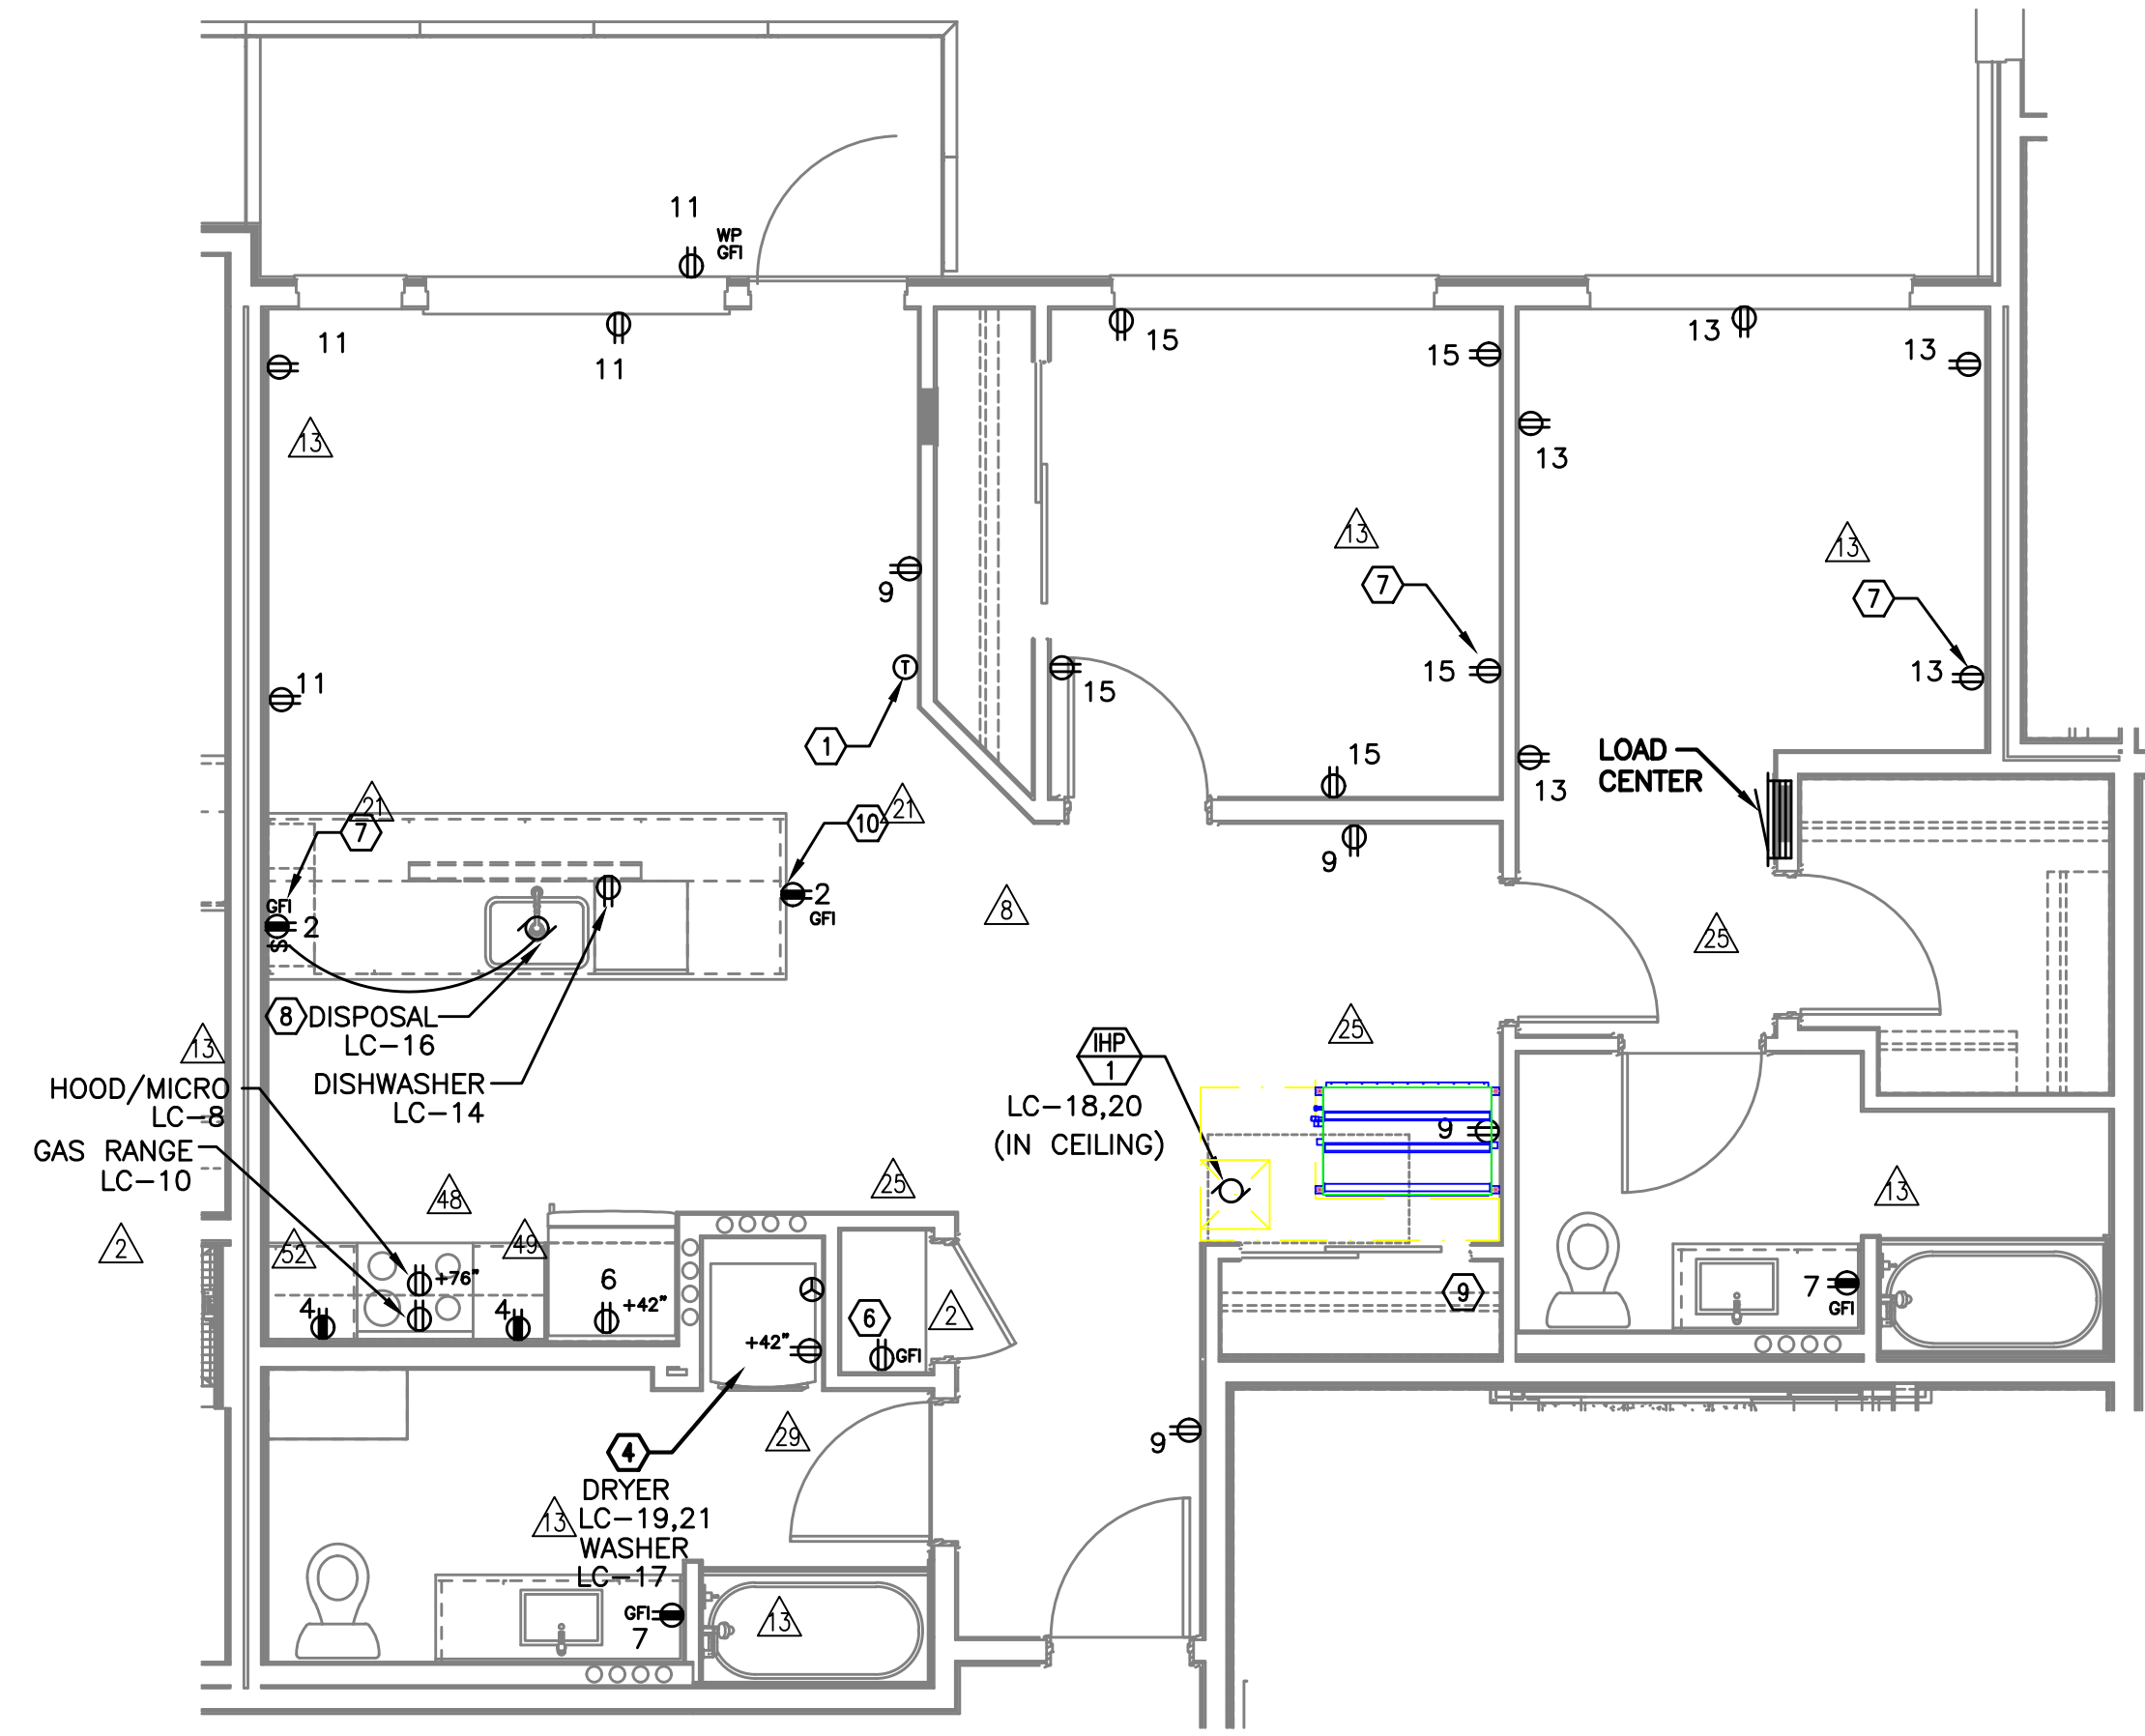 11
WP
GFI
11
11
15
15
13
13
13
13
13
9
7
7
11
15
15
13
T
1
15
LOAD
CENTER
13
21
7
10
21
9
GFI
2
2
GFI
S
8
25
8 DISPOSAL
LC-16
25
13
IHP
1
HOOD/MICRO
LC-8
DISHWASHER
LC-14
LC-18,20
(IN CEILING)
9
GAS RANGE
LC-10
48
25
13
2
52
49
+76"
6
+42"
4
4
6
2
9
7
GFI
+42"
GFI
29
9
4
DRYER
LC-19,21
WASHER
LC-17
13
GFI
7
13